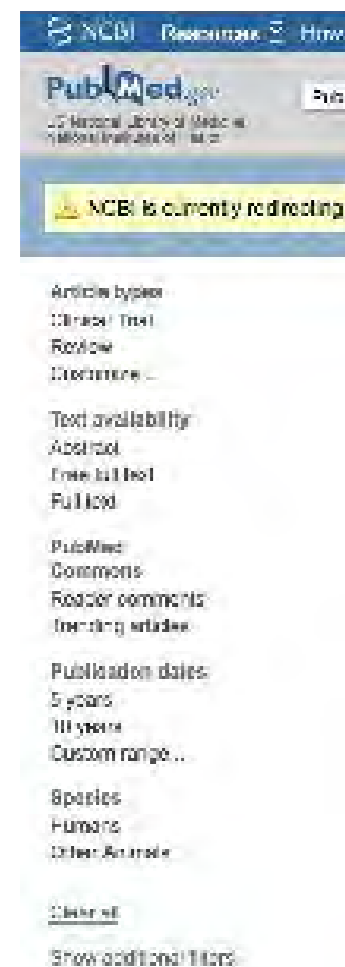 NCBI Resources How
PubMed.gov
Pub
US National Library of Medicine
National Institutes of Health
NCBI is currently redirecting
Article types
Clinical Trial
Review
Customize ...
Text availability
Abstract
Free full text
Full text
PubMed
Commons
Reader comments
Trending articles
Publication dates
5 years
10 years
Custom range...
Species
Humans
Other Animals
Clear all
Show additional filters